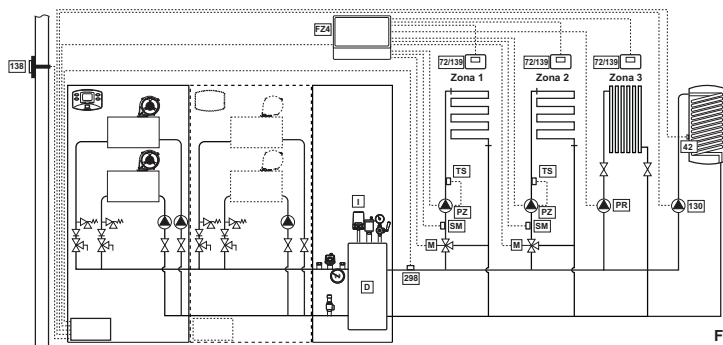 FZ4
138
72/139
72/139
72/139
Zona 1
Zona 2
Zona 3
42
TS
TS
I
PZ
PZ
PR
130
SM
SM
M
M
298
D
F